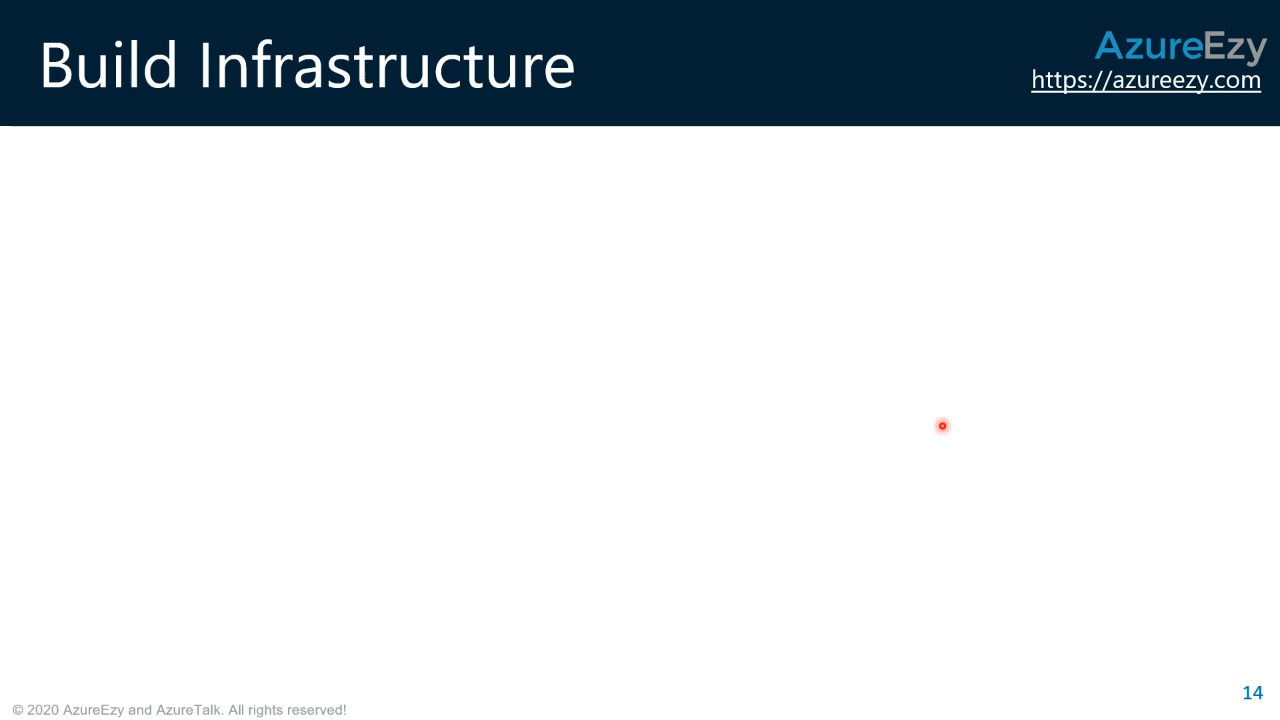 Build Infrastructure
AzureEzy
https://azureezy.com
14
© 2020 AzureEzy and AzureTalk. All rights reserved!